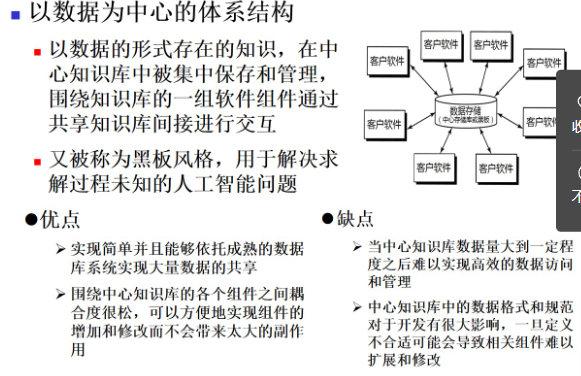 以数据为中心的体系结构
以数据的形式存在的知识，在中
心知识库中被集中保存和管理，
围绕知识库的一组软件组件通过
共享知识库间接进行交互
又被称为黑板风格，用于解决求
解过程未知的人工智能问题
客户软件
客户软件
客户软件
客户软件
客户软件
数据存储
（中心存储库或黑板）
客户软
客户软件
客户软件
●优点
实现简单并且能够依托成熟的数据
库系统实现大量数据的共享
围绕中心知识库的各个组件之间耦
合度很松，可以方便地实现组件的
增加和修改而不会带来太大的副作
用
●缺点
当中心知识库数据量大到一定程
度之后难以实现高效的数据访问
和管理
中心知识库中的数据格式和规范
对于开发有很大影响，一旦定义
不合适可能会导致相关组件难以
扩展和修改
收
不